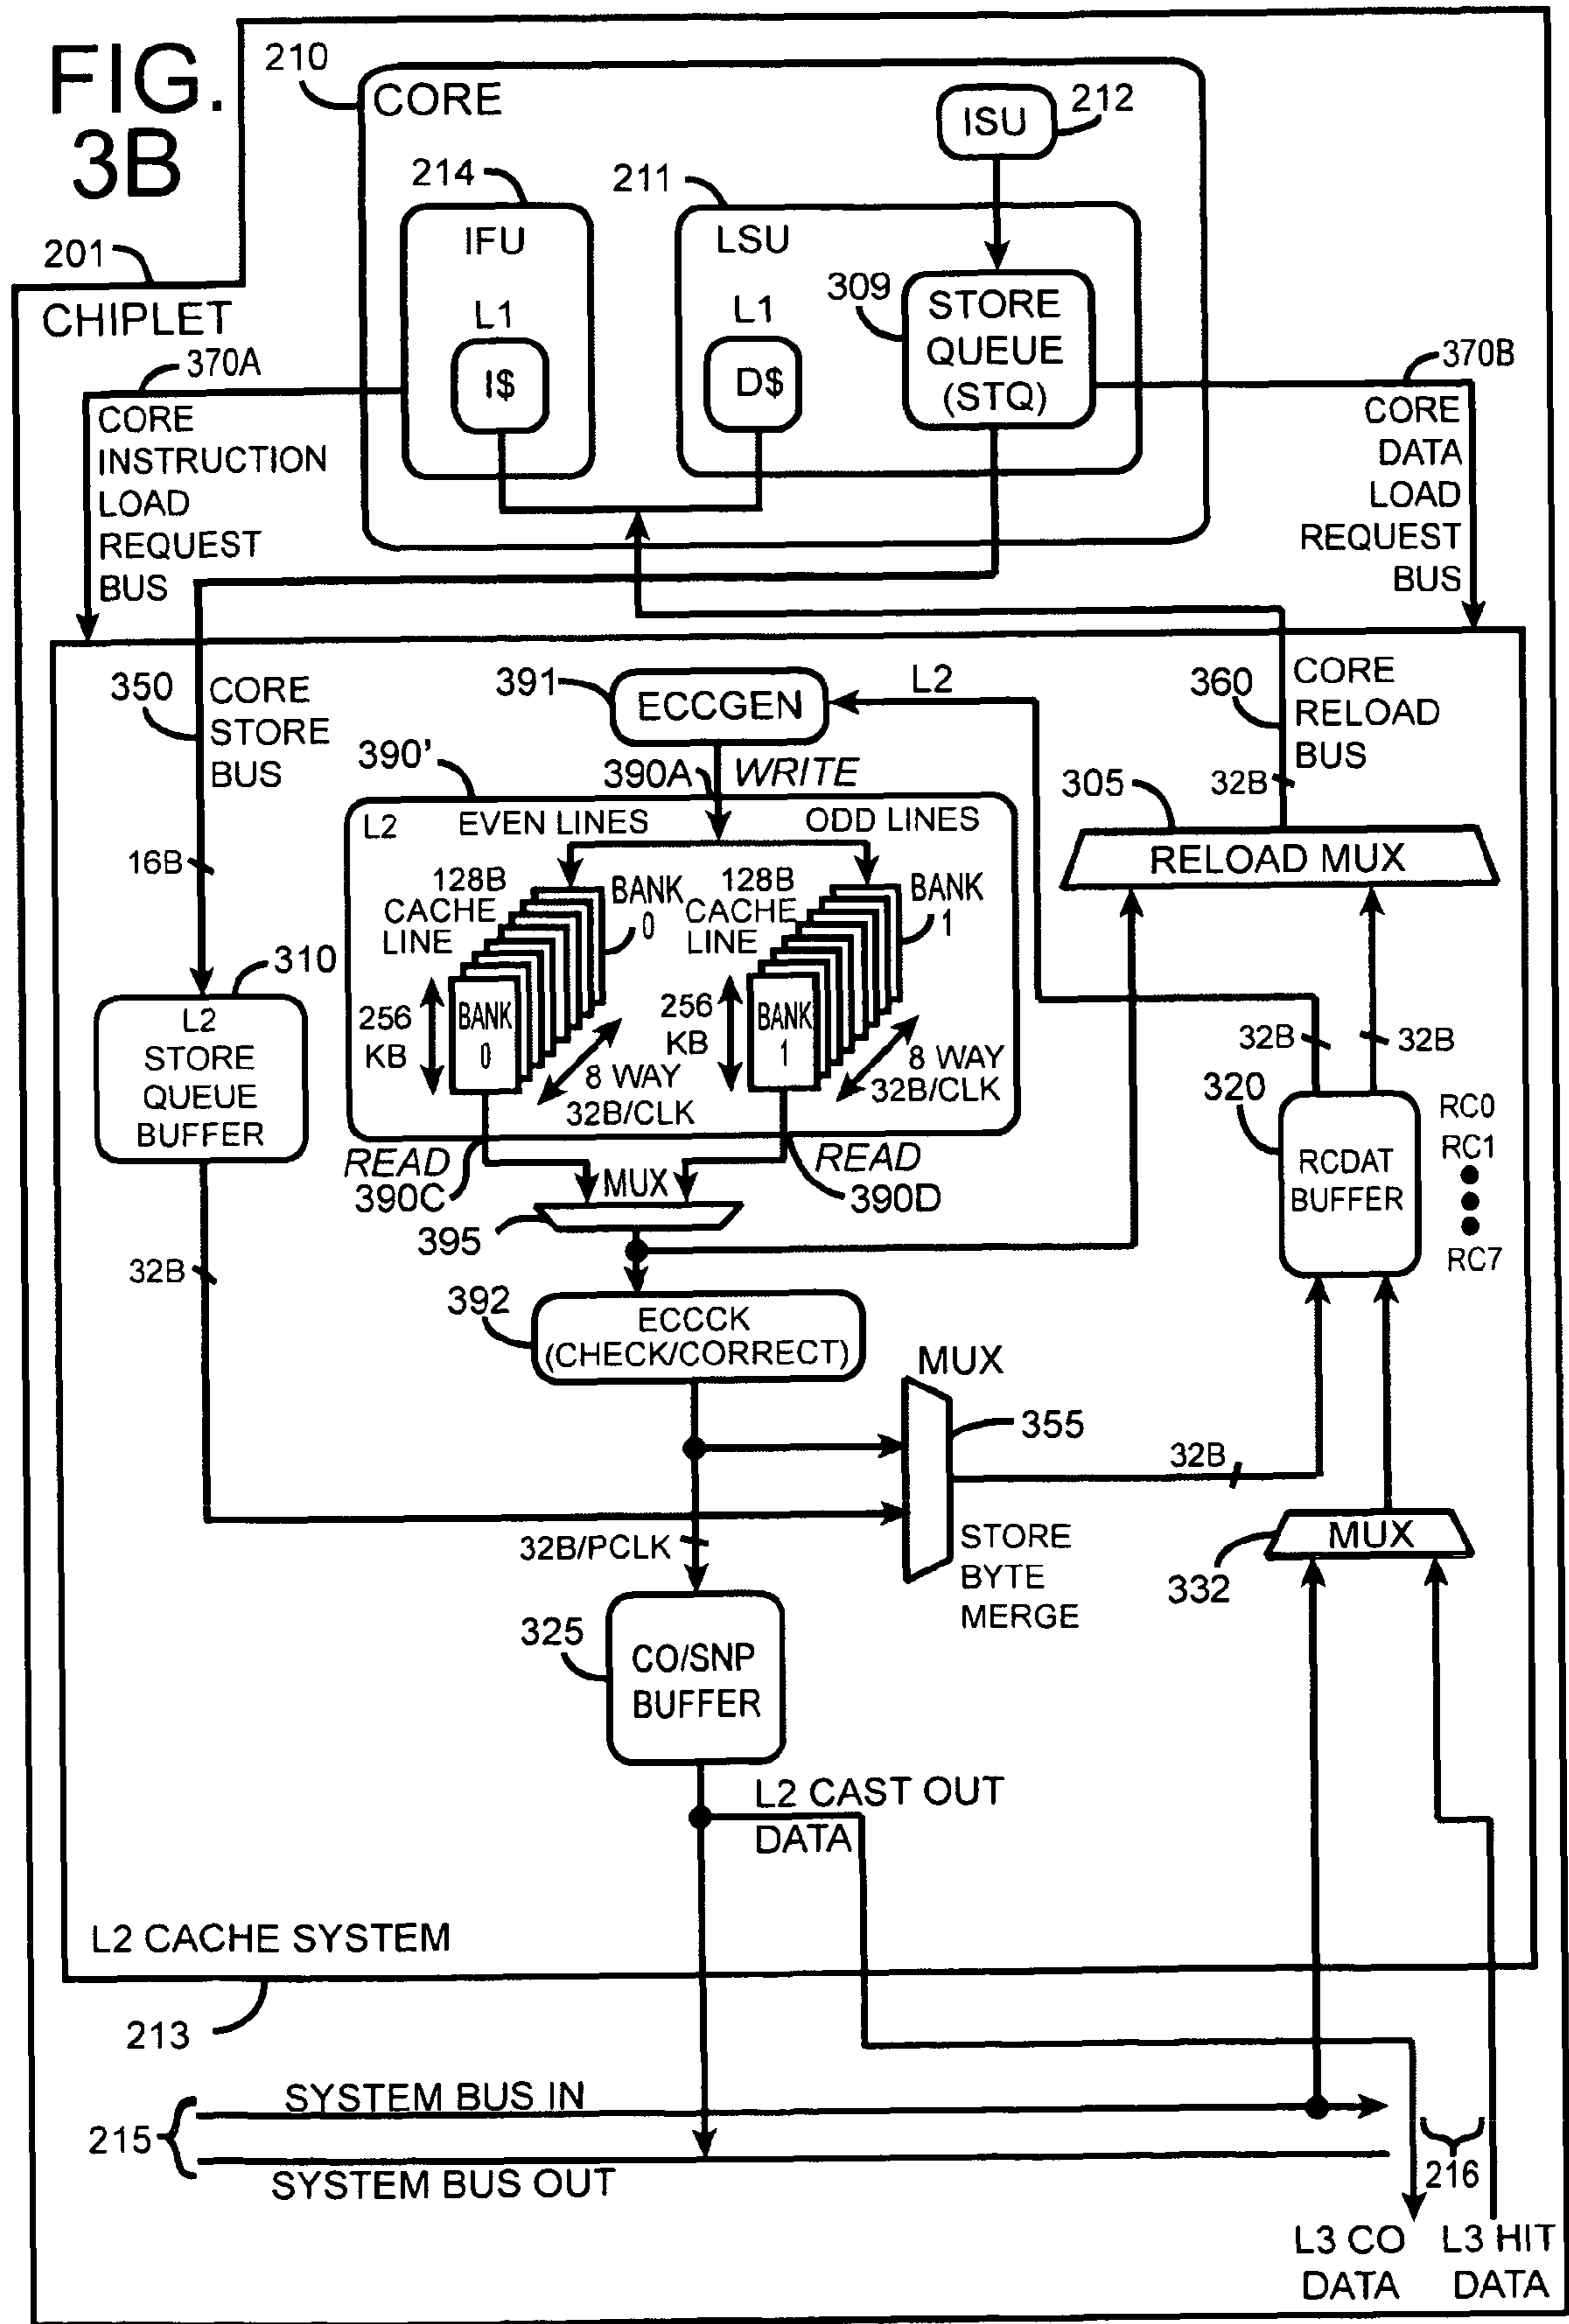 FIG.
3B
210
CORE
ISU
212
214
IFU
L1
I$
211
LSU
L1
D$
309
STORE
QUEUE
(STQ)
201
CHIPLET
370A
CORE
INSTRUCTION
LOAD
REQUEST
BUS
370B
CORE
DATA
LOAD
REQUEST
BUS
350
CORE
STORE
BUS
16B
391
ECCGEN
L2
360
CORE
RELOAD
BUS
32B
390'
390A
WRITE
305
RELOAD MUX
L2
EVEN LINES
ODD LINES
128B
CACHE
LINE
BANK
0
128B
CACHE
LINE
BANK
1
256
KB
BANK
0
8 WAY
32B/CLK
256
KB
BANK
1
8 WAY
32B/CLK
310
L2
STORE
QUEUE
BUFFER
READ
390C
MUX
READ
390D
395
32B
32B
320
RCDAT
BUFFER
RC0
RC1
RC7
32B
392
ECCCK
(CHECK/CORRECT)
MUX
355
32B
STORE
BYTE
MERGE
32B/PCLK
MUX
332
325
CO/SNP
BUFFER
L2 CAST OUT
DATA
L2 CACHE SYSTEM
213
SYSTEM BUS IN
215
SYSTEM BUS OUT
216
L3 CO
DATA
L3 HIT
DATA